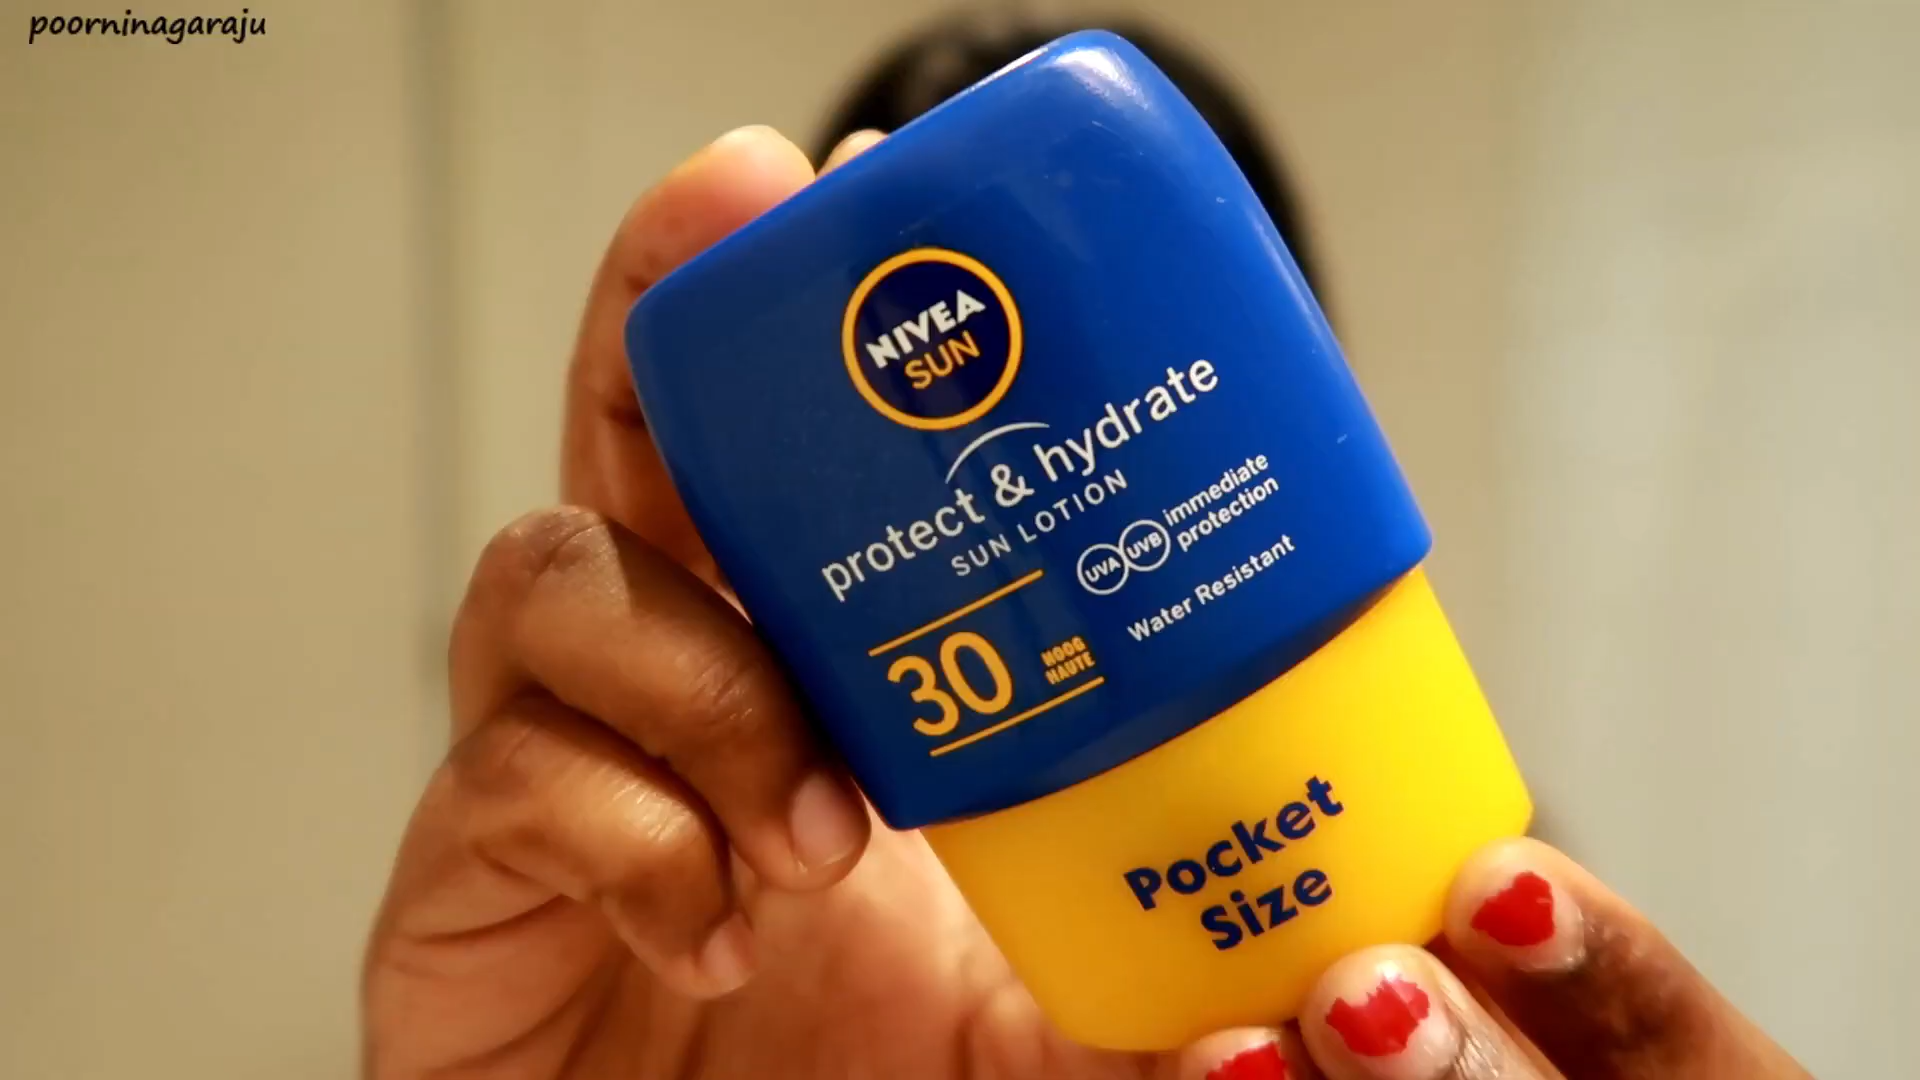 poorninagaraju
NIVEA
SUN
protect & hydrate
SUN LOTION
UVA UVB immediate
protection
Water Resistant
30 HOOG
HAUTE
Pocket
Size